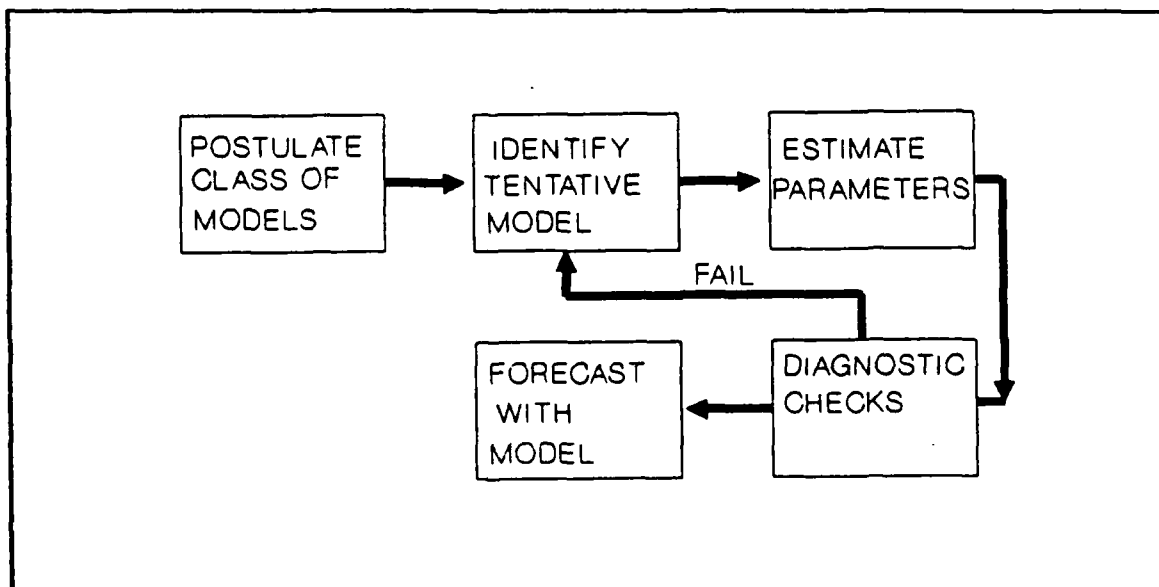 POSTULATE
CLASS OF
MODELS
IDENTIFY
TENTATIVE
MODEL
ESTIMATE
PARAMETERS
FAIL
DIAGNOSTIC
CHECKS
FORECAST
WITH
MODEL